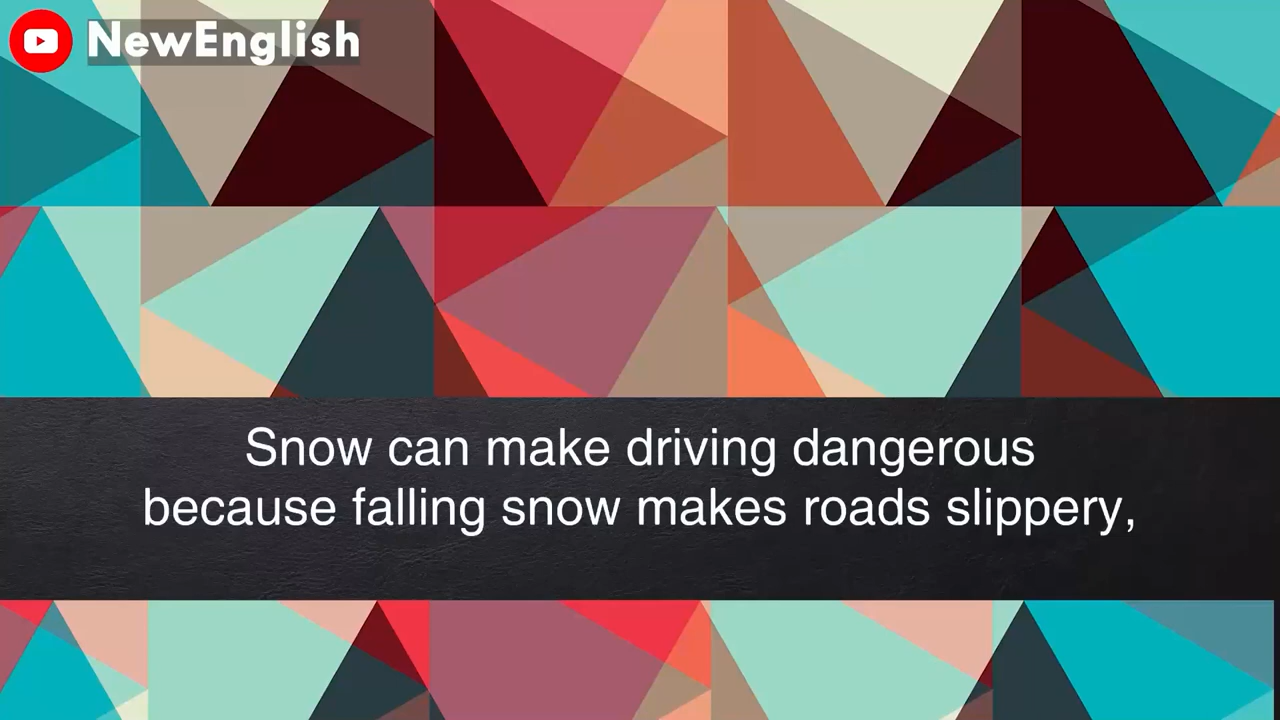 NewEnglish
Snow can make driving dangerous
because falling snow makes roads slippery,